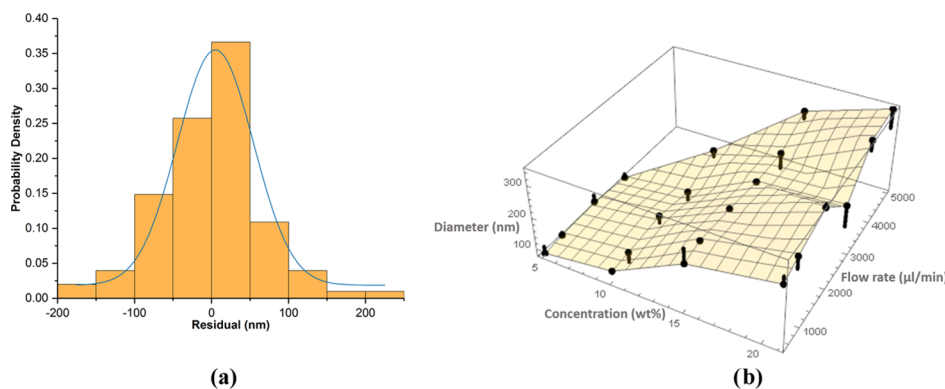 0.40
0.35
0.30
0.25
0.20
0.15
0.10
0.05
0.00
Probability Density
-200 -100 0 100 200
Residual (nm)
(a)
300
200
100
Diameter (nm)
5
10
15
20
Concentration (wt%)
5000
4000
3000
2000
1000
Flow rate (μl/min)
(b)